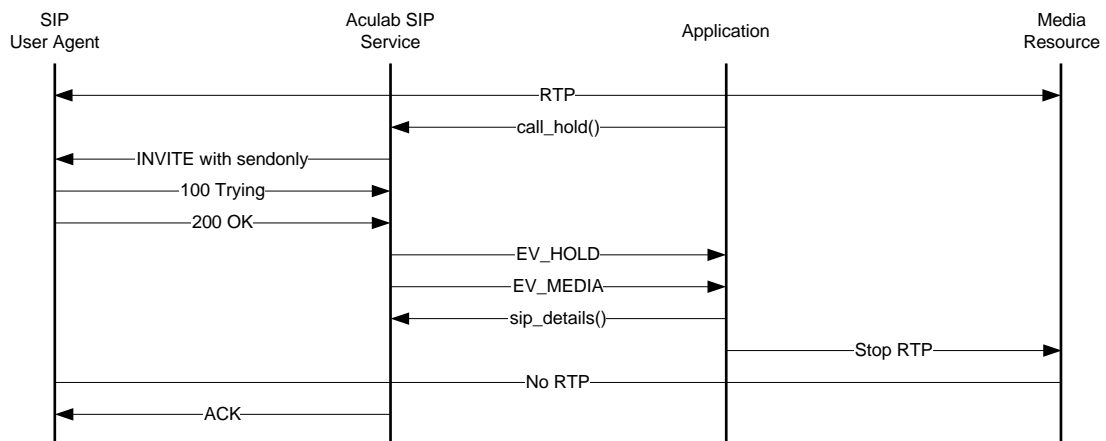 SIP
User Agent
Aculab SIP
Service
Application
Media
Resource
RTP
call_hold()
INVITE with sendonly
100 Trying
200 OK
EV_HOLD
EV_MEDIA
sip_details()
Stop RTP
No RTP
ACK